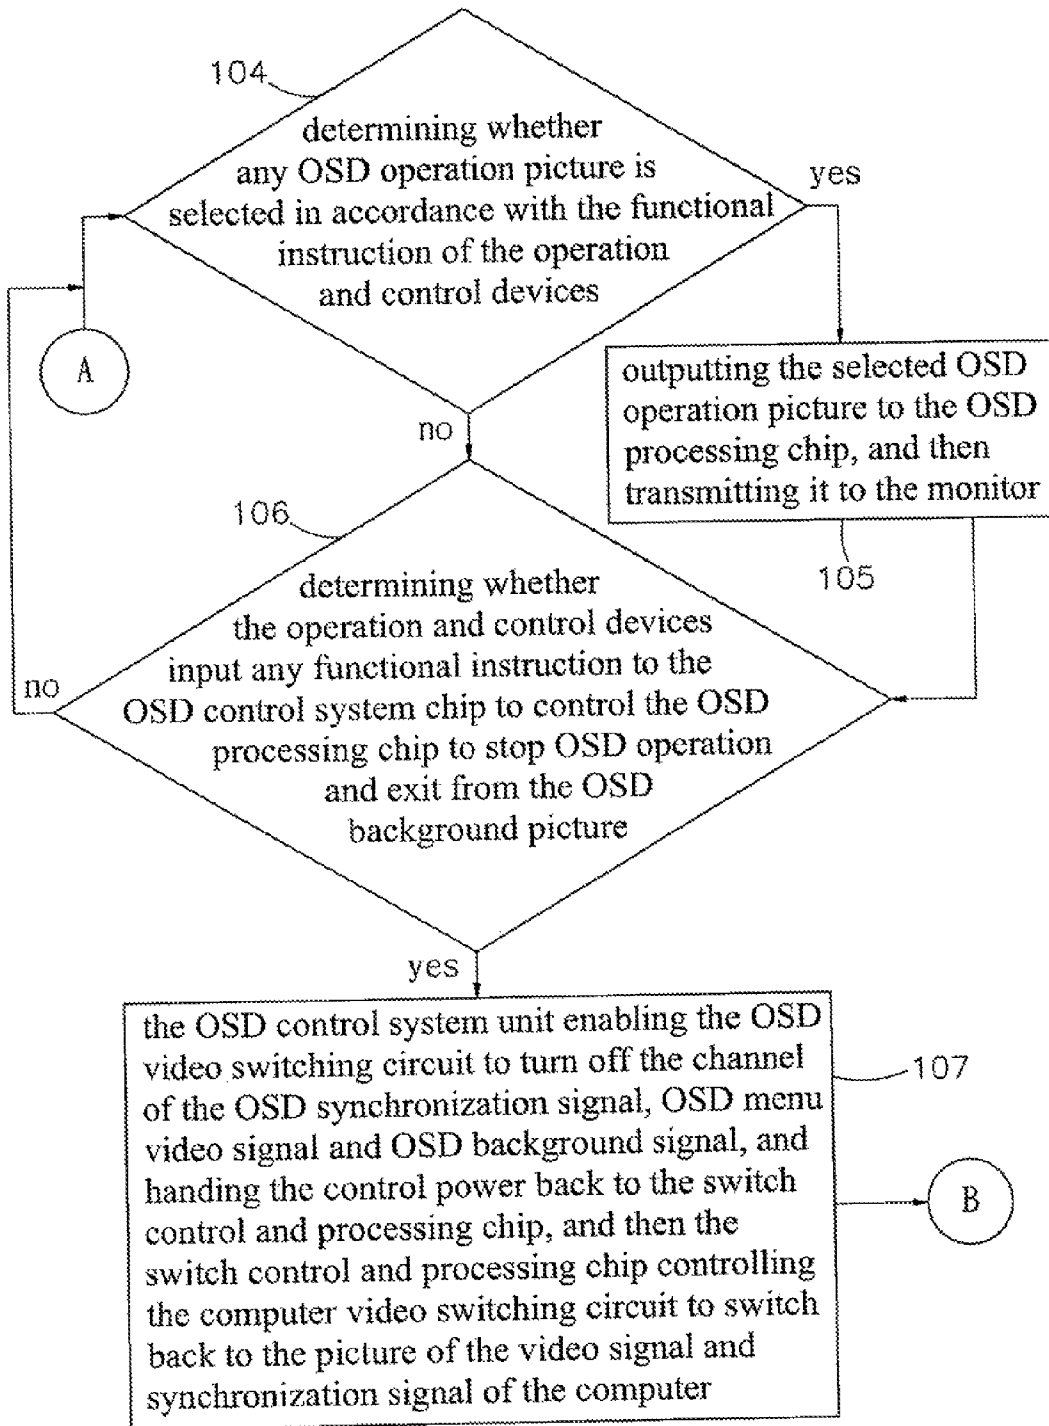 104
determining whether
any OSD operation picture is
selected in accordance with the functional
instruction of the operation
and control devices
yes
A
no
outputting the selected OSD
operation picture to the OSD
processing chip, and then
transmitting it to the monitor
105
106
determining whether
the operation and control devices
input any functional instruction to the
OSD control system chip to control the OSD
processing chip to stop OSD operation
and exit from the OSD
background picture
no
yes
the OSD control system unit enabling the OSD
video switching circuit to turn off the channel
of the OSD synchronization signal, OSD menu
video signal and OSD background signal, and
handing the control power back to the switch
control and processing chip, and then the
switch control and processing chip controlling
the computer video switching circuit to switch
back to the picture of the video signal and
synchronization signal of the computer
107
B